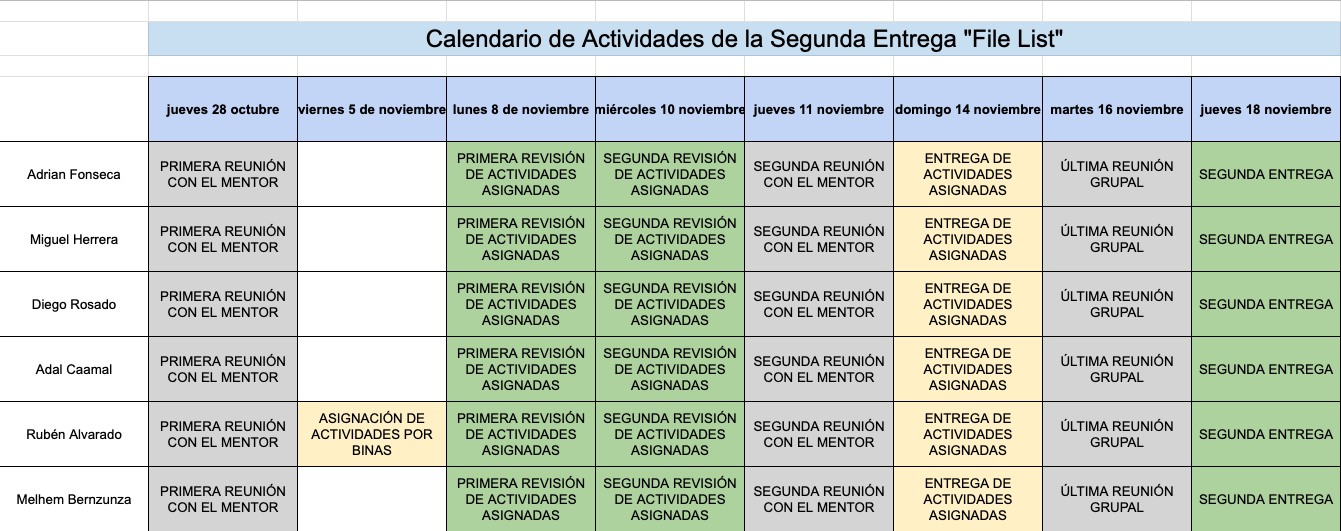 Calendario de Actividades de la Segunda Entrega "File List"
jueves 28 octubre
viernes 5 de noviembre
lunes 8 de noviembre
miércoles 10 noviembre
jueves 11 noviembre
domingo 14 noviembre
martes 16 noviembre
jueves 18 noviembre
Adrian Fonseca
PRIMERA REUNIÓN
CON EL MENTOR
PRIMERA REVISIÓN
DE ACTIVIDADES
ASIGNADAS
SEGUNDA REVISIÓN
DE ACTIVIDADES
ASIGNADAS
SEGUNDA REUNIÓN
CON EL MENTOR
ENTREGA DE
ACTIVIDADES
ASIGNADAS
ÚLTIMA REUNIÓN
GRUPAL
SEGUNDA ENTREGA
Miguel Herrera
PRIMERA REUNIÓN
CON EL MENTOR
PRIMERA REVISIÓN
DE ACTIVIDADES
ASIGNADAS
SEGUNDA REVISIÓN
DE ACTIVIDADES
ASIGNADAS
SEGUNDA REUNIÓN
CON EL MENTOR
ENTREGA DE
ACTIVIDADES
ASIGNADAS
ÚLTIMA REUNIÓN
GRUPAL
SEGUNDA ENTREGA
Diego Rosado
PRIMERA REUNIÓN
CON EL MENTOR
PRIMERA REVISIÓN
DE ACTIVIDADES
ASIGNADAS
SEGUNDA REVISIÓN
DE ACTIVIDADES
ASIGNADAS
SEGUNDA REUNIÓN
CON EL MENTOR
ENTREGA DE
ACTIVIDADES
ASIGNADAS
ÚLTIMA REUNIÓN
GRUPAL
SEGUNDA ENTREGA
Adal Caamal
PRIMERA REUNIÓN
CON EL MENTOR
PRIMERA REVISIÓN
DE ACTIVIDADES
ASIGNADAS
SEGUNDA REVISIÓN
DE ACTIVIDADES
ASIGNADAS
SEGUNDA REUNIÓN
CON EL MENTOR
ENTREGA DE
ACTIVIDADES
ASIGNADAS
ÚLTIMA REUNIÓN
GRUPAL
SEGUNDA ENTREGA
Rubén Alvarado
PRIMERA REUNIÓN
CON EL MENTOR
ASIGNACIÓN DE
ACTIVIDADES POR
BINAS
PRIMERA REVISIÓN
DE ACTIVIDADES
ASIGNADAS
SEGUNDA REVISIÓN
DE ACTIVIDADES
ASIGNADAS
SEGUNDA REUNIÓN
CON EL MENTOR
ENTREGA DE
ACTIVIDADES
ASIGNADAS
ÚLTIMA REUNIÓN
GRUPAL
SEGUNDA ENTREGA
Melhem Bernzunza
PRIMERA REUNIÓN
CON EL MENTOR
PRIMERA REVISIÓN
DE ACTIVIDADES
ASIGNADAS
SEGUNDA REVISIÓN
DE ACTIVIDADES
ASIGNADAS
SEGUNDA REUNIÓN
CON EL MENTOR
ENTREGA DE
ACTIVIDADES
ASIGNADAS
ÚLTIMA REUNIÓN
GRUPAL
SEGUNDA ENTREGA